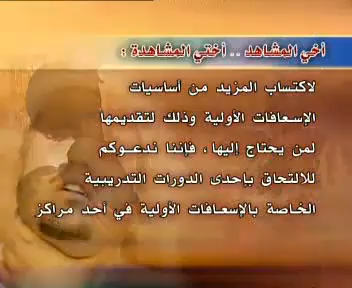 أخي المشاهد .. أختي المشاهدة :
لاكتساب المزيد من أساسيات
الإسعافات الأولية وذلك لتقديمها
لمن يحتاج إليها ، فإننا ندعوكم
للالتحاق بإحدى الدورات التدريبية
الخاصة بالإسعافات الأولية في أحد مراكز